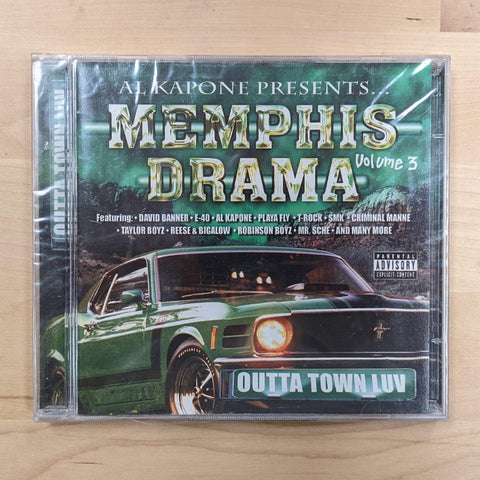 OUTTA TOWN LUV
AL KAPONE PRESENTS...
MEMPHIS
DRAMA
Volume 3
Featuring: • DAVID BANNER • E-40 • AL KAPONE • PLAYA FLY • T-ROCK • SMK • CRIMINAL MANNE
• TAYLOR BOYZ • REESE & BIGALOW • ROBINSON BOYZ • MR. SCHE • AND MANY MORE
PARENTAL
ADVISORY
EXPLICIT CONTENT
OUTTA TOWN LUV